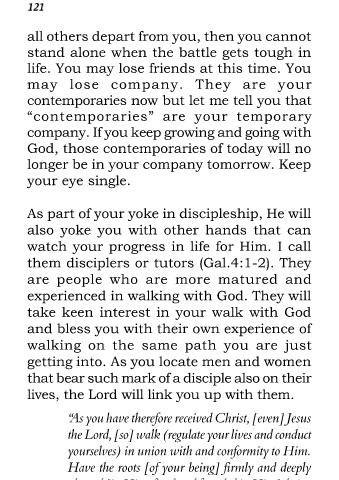 121
all others depart from you, then you cannot
stand alone when the battle gets tough in
life. You may lose friends at this time. You
may lose company. They are your
contemporaries now but let me tell you that
“contemporaries” are your temporary
company. If you keep growing and going with
God, those contemporaries of today will no
longer be in your company tomorrow. Keep
your eye single.
As part of your yoke in discipleship, He will
also yoke you with other hands that can
watch your progress in life for Him. I call
them disciplers or tutors (Gal.4:1-2). They
are people who are more matured and
experienced in walking with God. They will
take keen interest in your walk with God
and bless you with their own experience of
walking on the same path you are just
getting into. As you locate men and women
that bear such mark of a disciple also on their
lives, the Lord will link you up with them.
“As you have therefore received Christ, [even] Jesus
the Lord, [so] walk (regulate your lives and conduct
yourselves) in union with and conformity to Him.
Have the roots [of your being] firmly and deeply